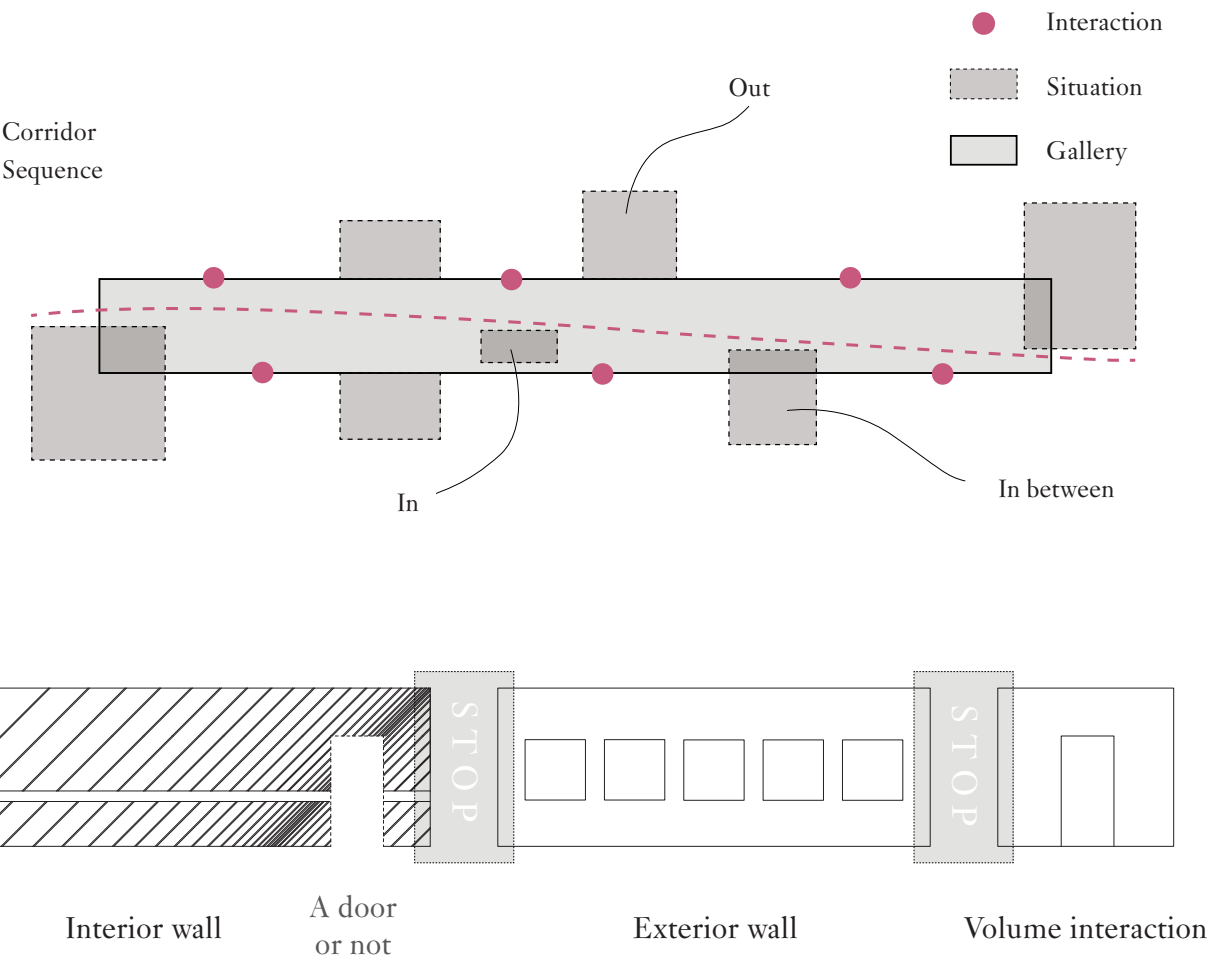 Interaction
Situation
Gallery
Out
Corridor
Sequence
In
In between
STOP
STOP
Interior wall
A door
or not
Exterior wall
Volume interaction